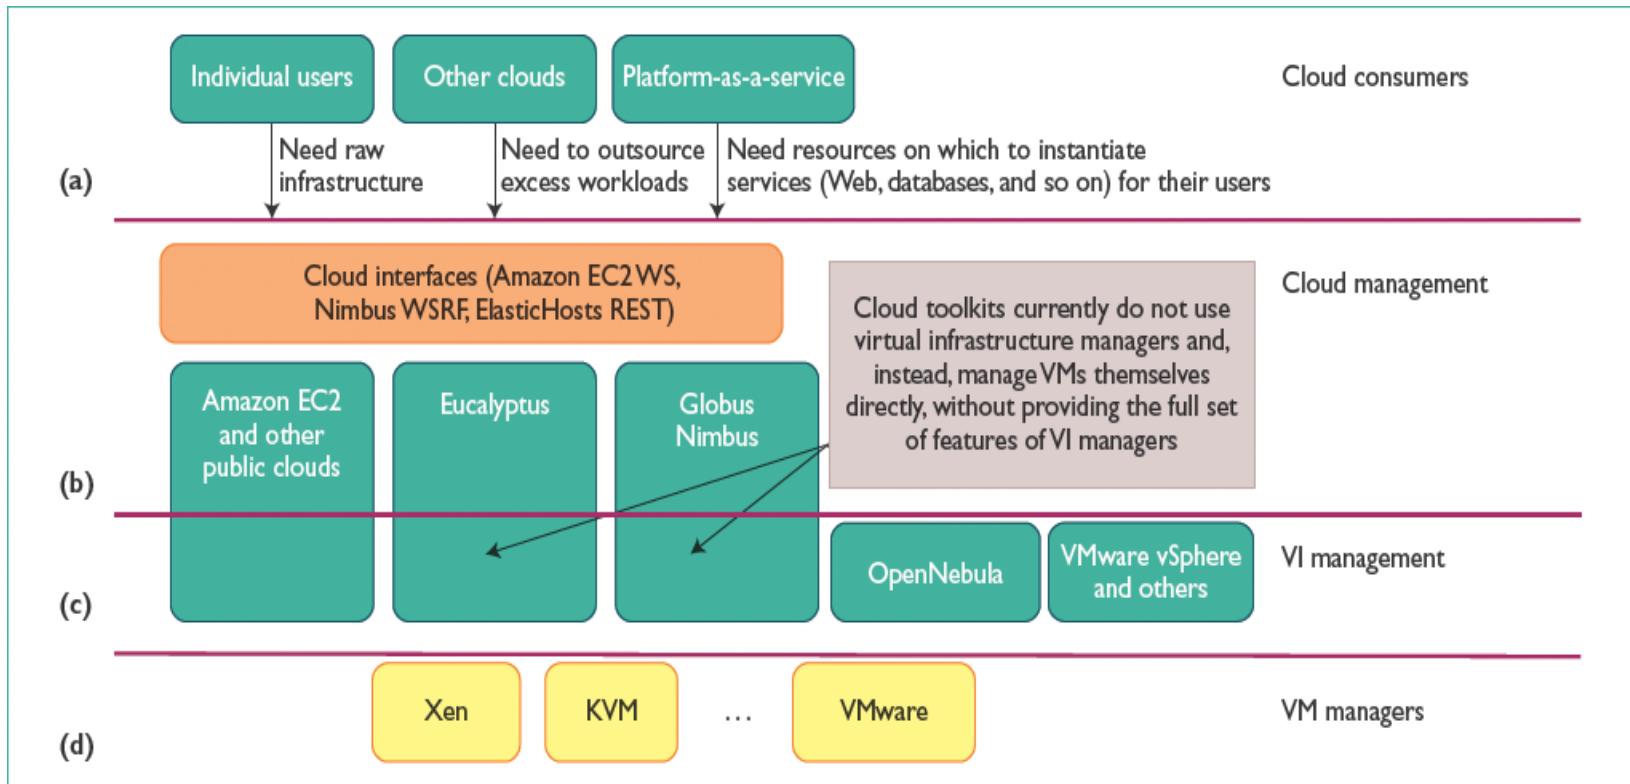 Individual users
Other clouds
Platform-as-a-service
Cloud consumers
Need raw
infrastructure
Need to outsource
excess workloads
Need resources on which to instantiate
services (Web, databases, and so on) for their users
(a)
Cloud interfaces (Amazon EC2 WS,
Nimbus WSRF, ElasticHosts REST)
Cloud toolkits currently do not use
virtual infrastructure managers and,
instead, manage VMs themselves
directly, without providing the full set
of features of VI managers
Cloud management
Amazon EC2
and other
public clouds
Eucalyptus
Globus
Nimbus
(b)
OpenNebula
VMware vSphere
and others
VI management
(c)
Xen
KVM
...
VMware
VM managers
(d)